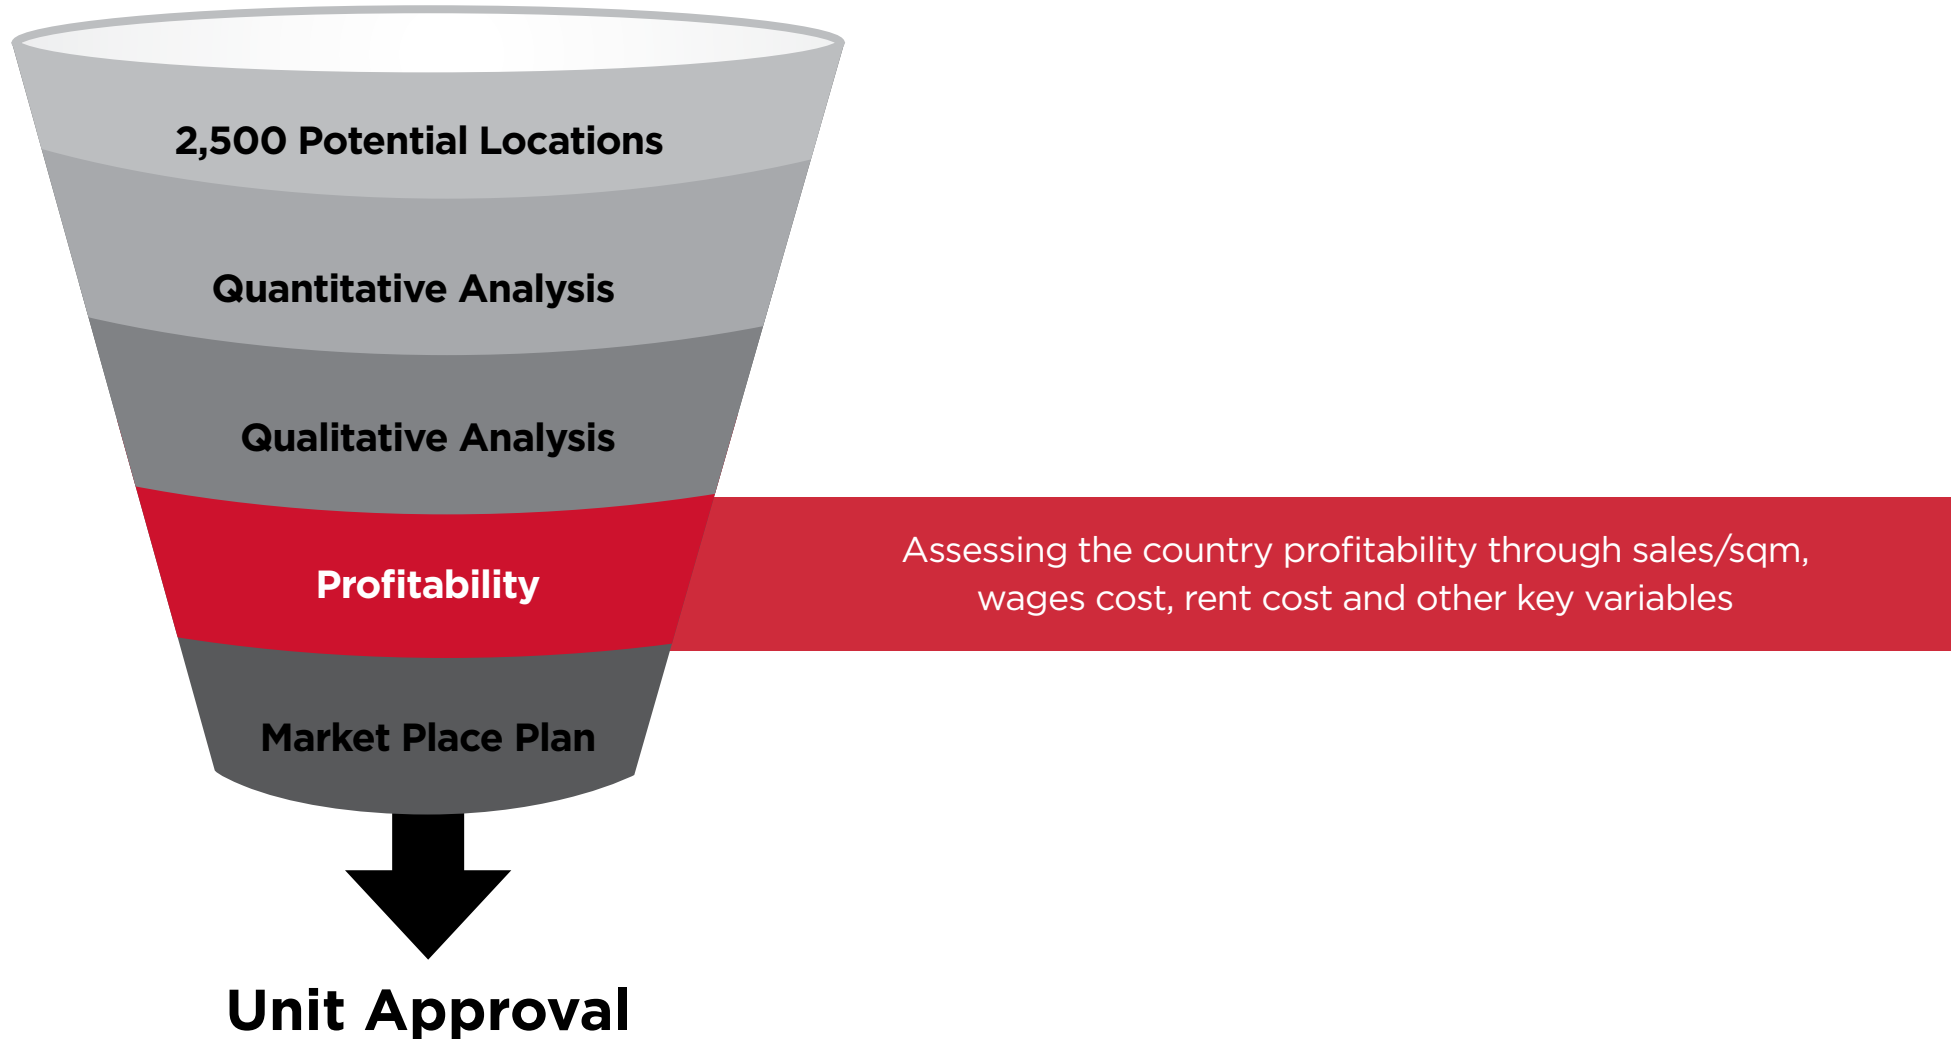 2,500 Potential Locations
Quantitative Analysis
Qualitative Analysis
Profitability
Assessing the country profitability through sales/sqm,
wages cost, rent cost and other key variables
Market Place Plan
Unit Approval